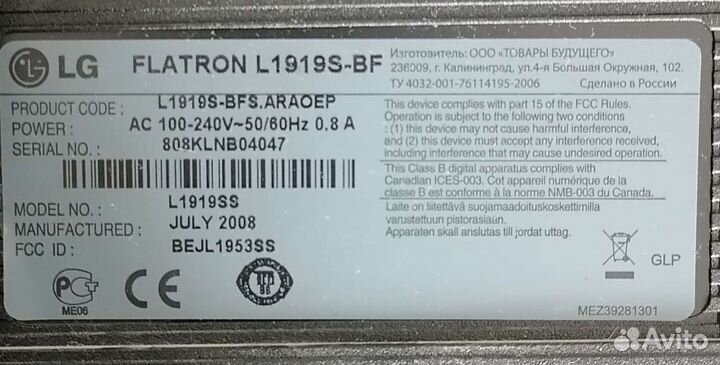 LG FLATRON L1919S-BF
Изготовитель: ООО «ТОВАРЫ БУДУЩЕГО»
236009, г. Калининград, ул.4-я Большая Окружная, 102.
ТУ 4032-001-76114195-2006 Сделано в России
PRODUCT CODE : L1919S-BFS.ARAOEP
POWER : AC 100-240V~50/60Hz 0.8 A
SERIAL NO. : 808KLNB04047
MODEL NO. : L1919SS
MANUFACTURED : JULY 2008
FCC ID : BEJL1953SS
This device complies with part 15 of the FCC Rules.
Operation is subject to the following two conditions
: (1) this device may not cause harmful interference,
and (2) this device must accept any interference received,
including interference that may cause undesired operation.
This Class B digital apparatus complies with
Canadian ICES-003. Cet appareil numérique de la
classe B est conforme à la norme NMB-003 du Canada.
Laite on liitettävä suojamaadoituskoskettimilla
varustettuun pistorasiaan.
Apparaten skall anslutas till jordat uttag.
GLP
РСТ
ME06
CE
MEZ39281301
Avito